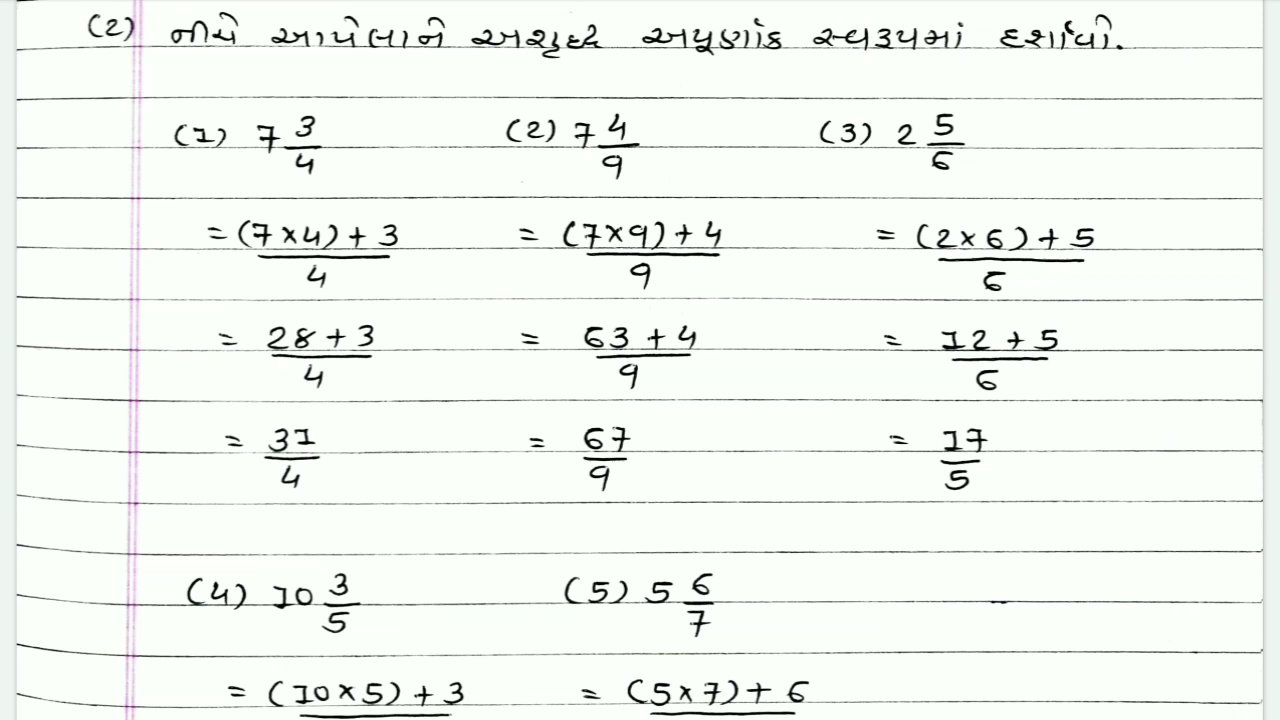 (2) નીચે આપેલાને અશુદ્ધ અપૂર્ણાંક સ્વરૂપમાં દર્શાવો.
(1) 7 3/4 (2) 7 4/9 (3) 2 5/6
= (7×4) + 3 / 4 = (7×9) + 4 / 9 = (2×6) + 5 / 6
= 28 + 3 / 4 = 63 + 4 / 9 = 12 + 5 / 6
= 31/4 = 67/9 = 17/5
(4) 10 3/5 (5) 5 6/7
= (10×5) + 3 = (5×7) + 6